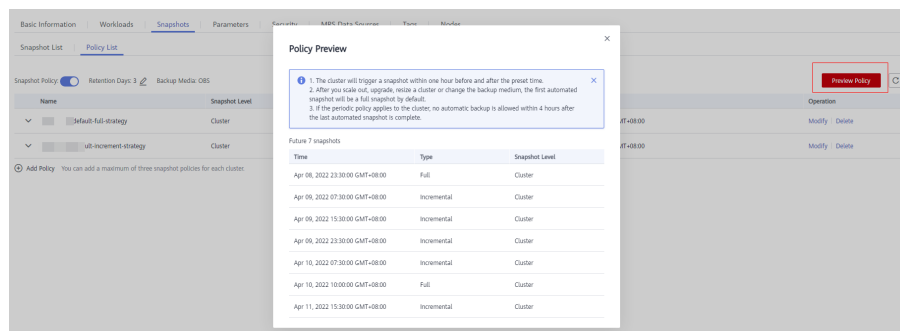 Basic Information Workloads Snapshots Parameters Security MRS Data Sources Tags Nodes
Snapshot List Policy List
Policy Preview
Snapshot Policy: Retention Days: 3 Backup Media: OBS
Preview Policy
1. The cluster will trigger a snapshot within one hour before and after the preset time.
2. After you scale out, upgrade, resize a cluster or change the backup medium, the first automated
snapshot will be a full snapshot by default.
3. If the periodic policy applies to the cluster, no automatic backup is allowed within 4 hours after
the last automated snapshot is complete.
Name Snapshot Level Operation
default-full-strategy Cluster MT+08:00 Modify Delete
ult-increment-strategy Cluster MT+08:00 Modify Delete
Add Policy You can add a maximum of three snapshot policies for each cluster.
Future 7 snapshots
Time Type Snapshot Level
Apr 08, 2022 23:30:00 GMT+08:00 Full Cluster
Apr 09, 2022 07:30:00 GMT+08:00 Incremental Cluster
Apr 09, 2022 15:30:00 GMT+08:00 Incremental Cluster
Apr 09, 2022 23:30:00 GMT+08:00 Incremental Cluster
Apr 10, 2022 07:30:00 GMT+08:00 Incremental Cluster
Apr 10, 2022 10:00:00 GMT+08:00 Full Cluster
Apr 11, 2022 15:30:00 GMT+08:00 Incremental Cluster